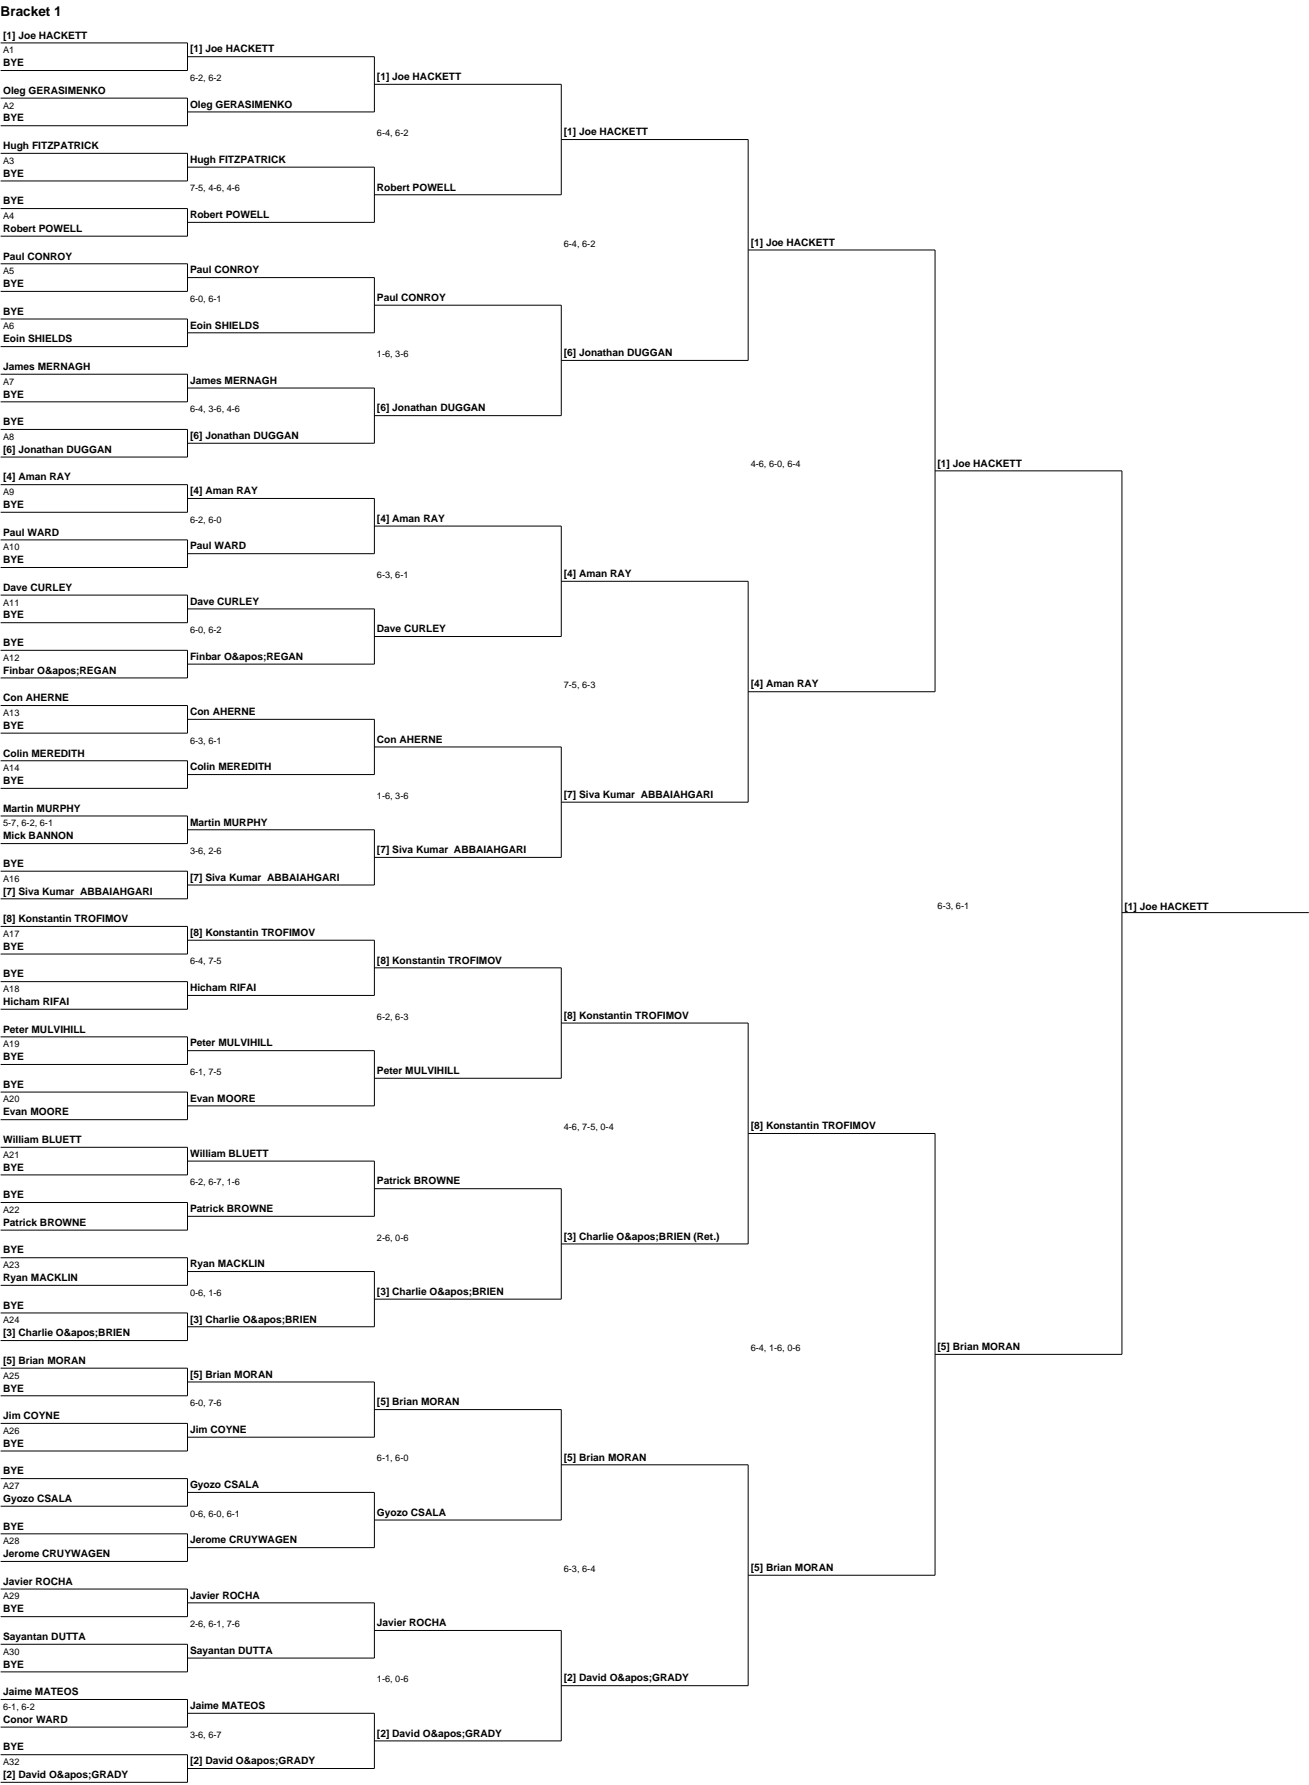 Bracket 1
[1] Joe HACKETT
A1
BYE
[1] Joe HACKETT
6-2, 6-2
[1] Joe HACKETT
Oleg GERASIMENKO
A2
BYE
Oleg GERASIMENKO
6-4, 6-2
[1] Joe HACKETT
Hugh FITZPATRICK
A3
BYE
Hugh FITZPATRICK
7-5, 4-6, 4-6
Robert POWELL
BYE
A4
Robert POWELL
Robert POWELL
6-4, 6-2
[1] Joe HACKETT
Paul CONROY
A5
BYE
Paul CONROY
6-0, 6-1
Paul CONROY
BYE
A6
Eoin SHIELDS
Eoin SHIELDS
1-6, 3-6
[6] Jonathan DUGGAN
James MERNAGH
A7
BYE
James MERNAGH
6-4, 3-6, 4-6
[6] Jonathan DUGGAN
BYE
A8
[6] Jonathan DUGGAN
[6] Jonathan DUGGAN
4-6, 6-0, 6-4
[1] Joe HACKETT
[4] Aman RAY
A9
BYE
[4] Aman RAY
6-2, 6-0
[4] Aman RAY
Paul WARD
A10
BYE
Paul WARD
6-3, 6-1
[4] Aman RAY
Dave CURLEY
A11
BYE
Dave CURLEY
6-0, 6-2
Dave CURLEY
BYE
A12
Finbar O&apos;REGAN
Finbar O&apos;REGAN
7-5, 6-3
[4] Aman RAY
Con AHERNE
A13
BYE
Con AHERNE
6-3, 6-1
Con AHERNE
Colin MEREDITH
A14
BYE
Colin MEREDITH
1-6, 3-6
[7] Siva Kumar  ABBAIAHGARI
Martin MURPHY
5-7, 6-2, 6-1
Mick BANNON
Martin MURPHY
3-6, 2-6
[7] Siva Kumar  ABBAIAHGARI
BYE
A16
[7] Siva Kumar  ABBAIAHGARI
[7] Siva Kumar  ABBAIAHGARI
6-3, 6-1
[1] Joe HACKETT
[8] Konstantin TROFIMOV
A17
BYE
[8] Konstantin TROFIMOV
6-4, 7-5
[8] Konstantin TROFIMOV
BYE
A18
Hicham RIFAI
Hicham RIFAI
6-2, 6-3
[8] Konstantin TROFIMOV
Peter MULVIHILL
A19
BYE
Peter MULVIHILL
6-1, 7-5
Peter MULVIHILL
BYE
A20
Evan MOORE
Evan MOORE
4-6, 7-5, 0-4
[8] Konstantin TROFIMOV
William BLUETT
A21
BYE
William BLUETT
6-2, 6-7, 1-6
Patrick BROWNE
BYE
A22
Patrick BROWNE
Patrick BROWNE
2-6, 0-6
[3] Charlie O&apos;BRIEN (Ret.)
BYE
A23
Ryan MACKLIN
Ryan MACKLIN
0-6, 1-6
[3] Charlie O&apos;BRIEN
BYE
A24
[3] Charlie O&apos;BRIEN
[3] Charlie O&apos;BRIEN
6-4, 1-6, 0-6
[5] Brian MORAN
[5] Brian MORAN
A25
BYE
[5] Brian MORAN
6-0, 7-6
[5] Brian MORAN
Jim COYNE
A26
BYE
Jim COYNE
6-1, 6-0
[5] Brian MORAN
BYE
A27
Gyozo CSALA
Gyozo CSALA
0-6, 6-0, 6-1
Gyozo CSALA
BYE
A28
Jerome CRUYWAGEN
Jerome CRUYWAGEN
6-3, 6-4
[5] Brian MORAN
Javier ROCHA
A29
BYE
Javier ROCHA
2-6, 6-1, 7-6
Javier ROCHA
Sayantan DUTTA
A30
BYE
Sayantan DUTTA
1-6, 0-6
[2] David O&apos;GRADY
Jaime MATEOS
6-1, 6-2
Conor WARD
Jaime MATEOS
3-6, 6-7
[2] David O&apos;GRADY
BYE
A32
[2] David O&apos;GRADY
[2] David O&apos;GRADY